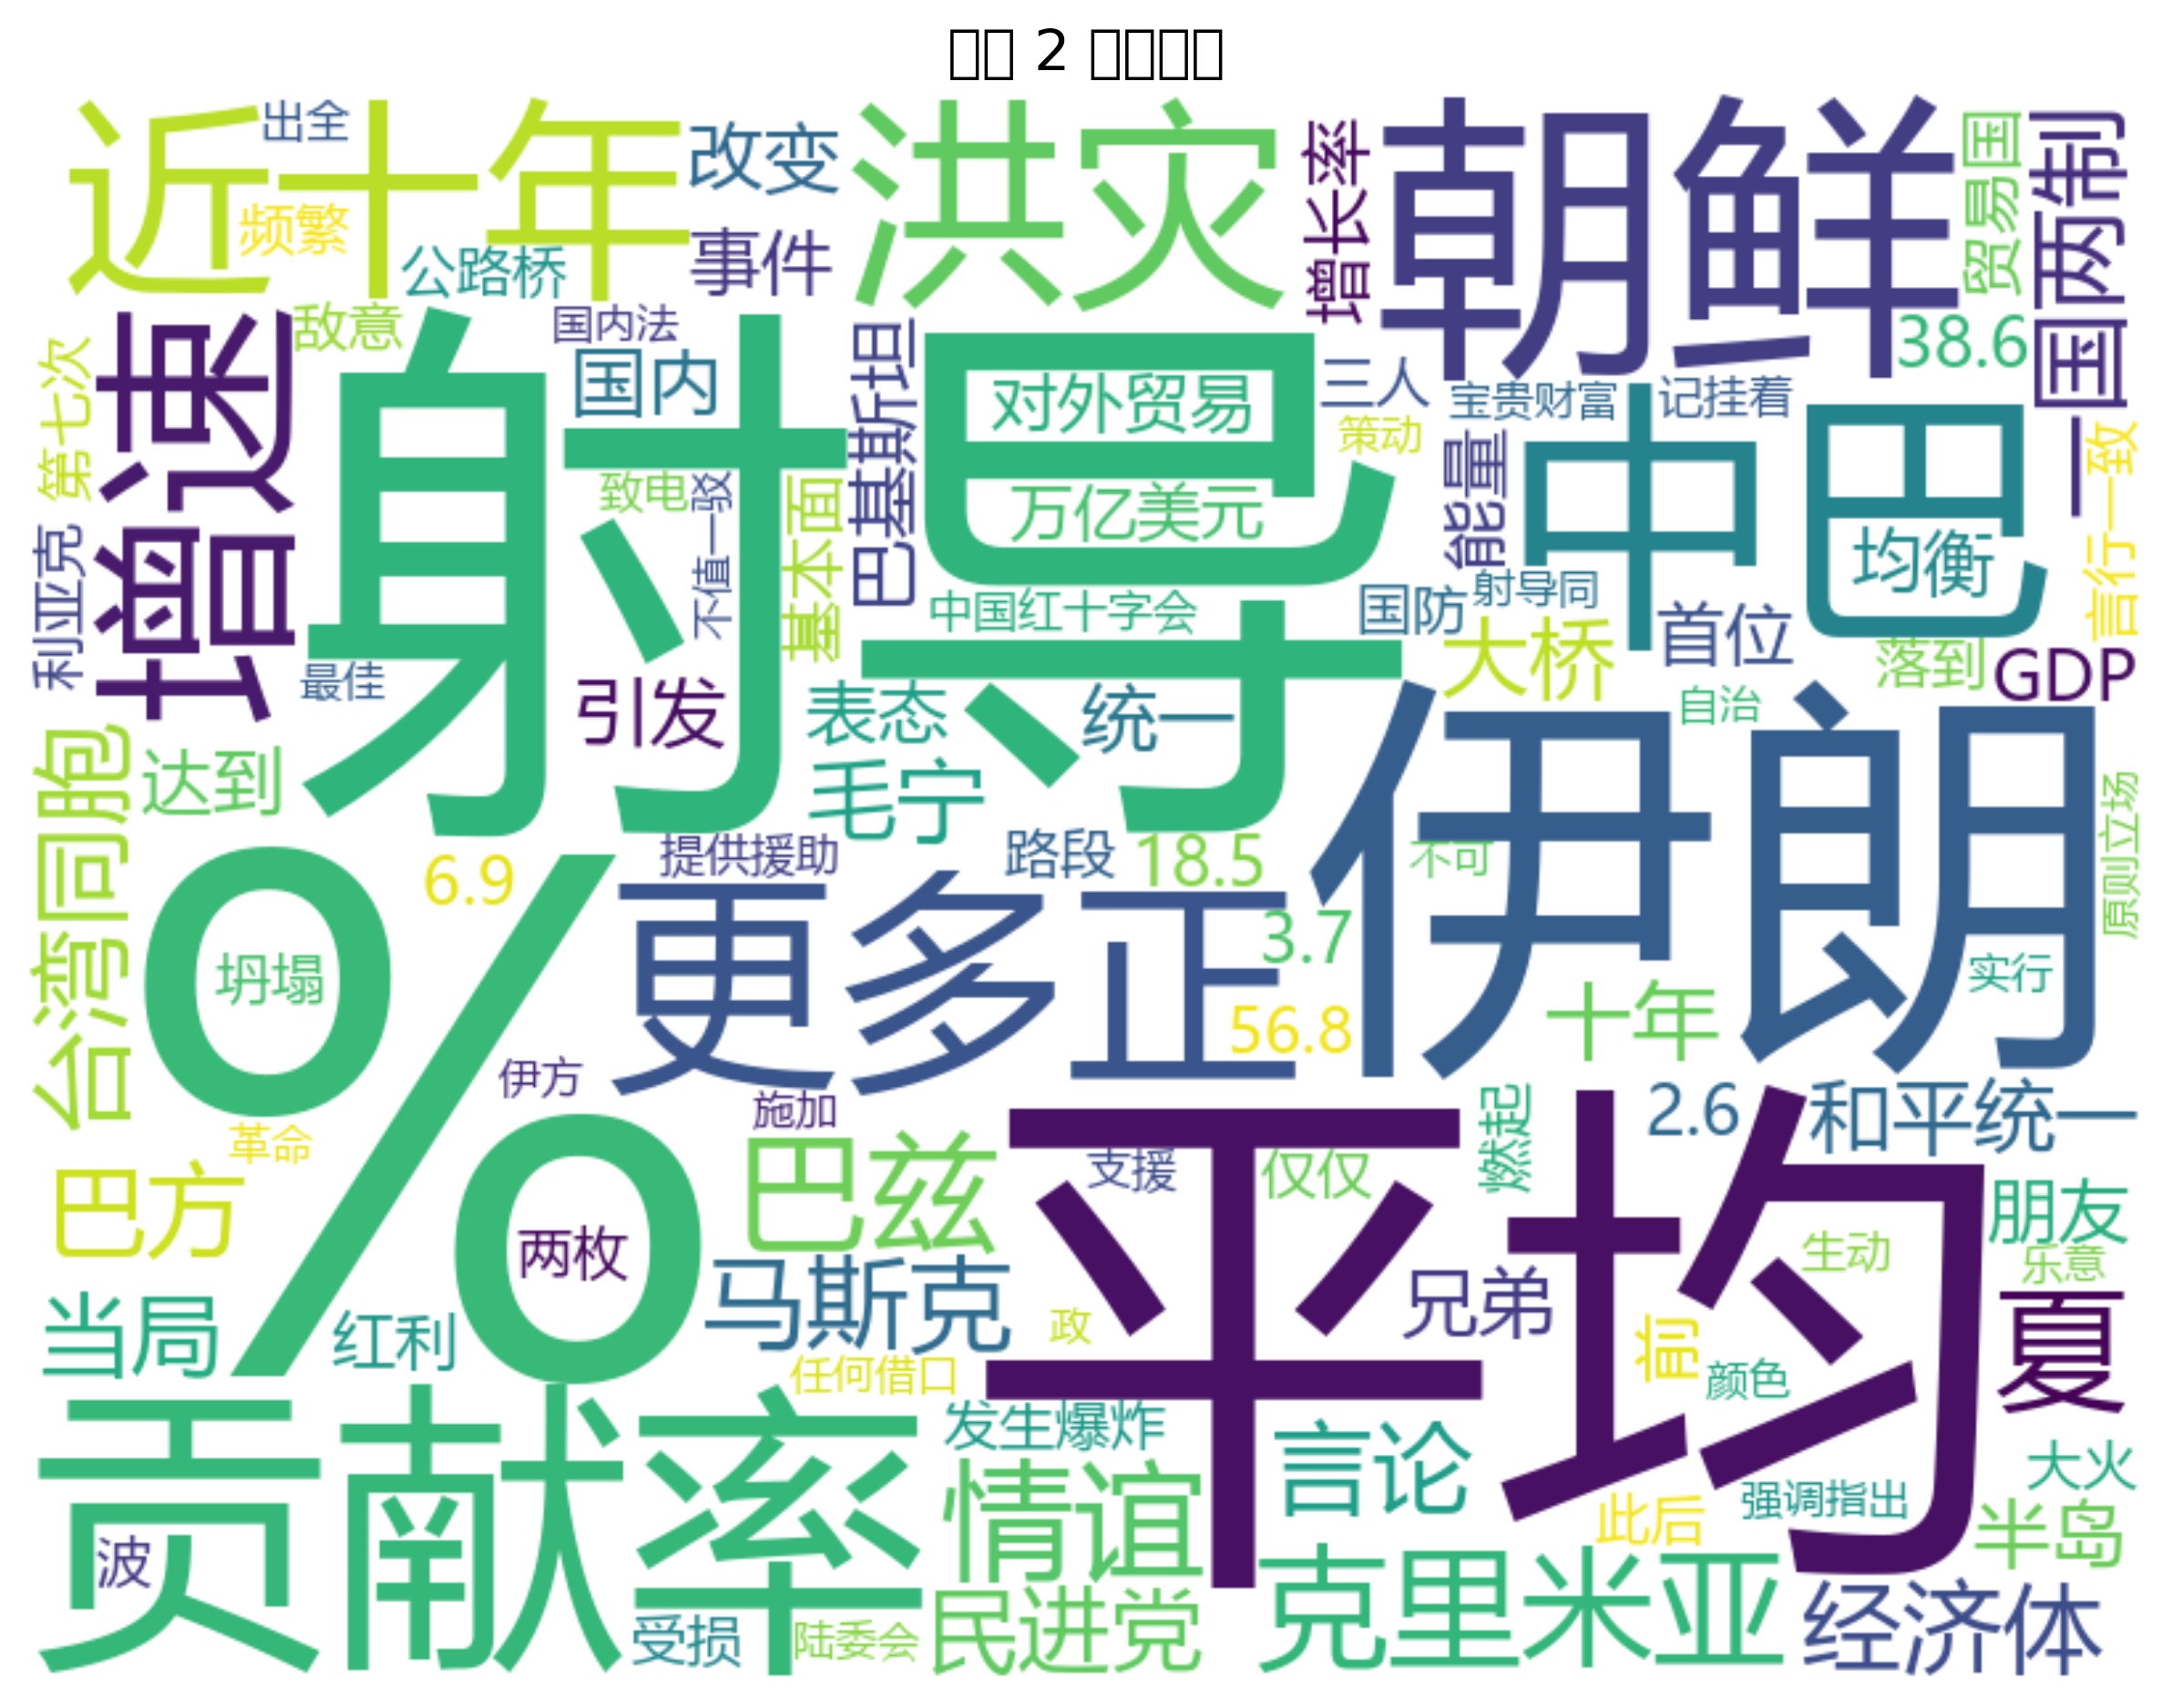 □□ 2 □□□□
近十年
出全
频繁
公路桥
改变
事件
洪灾
增长率
朝鲜
贸易国
一国两制
38.6
敌意
国内法
国内
第七次
增速
射导
对外贸易
万亿美元
巴基斯坦
三人
策动
宝贵财富
记挂着
中巴
均衡
能量
言行一致
致电
不值一驳
基本面
利亚克
最佳
引发
中国红十字会
国防
射导同
大桥
首位
落到
GDP
自治
表态
统一
毛宁
伊朗
台湾同胞
达到
提供援助
路段
18.5
不可
原则立场
6.9
%
坍塌
更多正
3.7
56.8
十年
实行
伊方
施加
革命
巴方
两枚
巴兹
平均
支援
仅仅
燃起
2.6
和平统一
朋友
生动
乐意
当局
红利
马斯克
政
兄弟
前
颜色
夏
任何借口
贡献率
发生爆炸
言论
大火
强调指出
此后
半岛
情谊
波
受损
陆委会
民进党
克里米亚
经济体